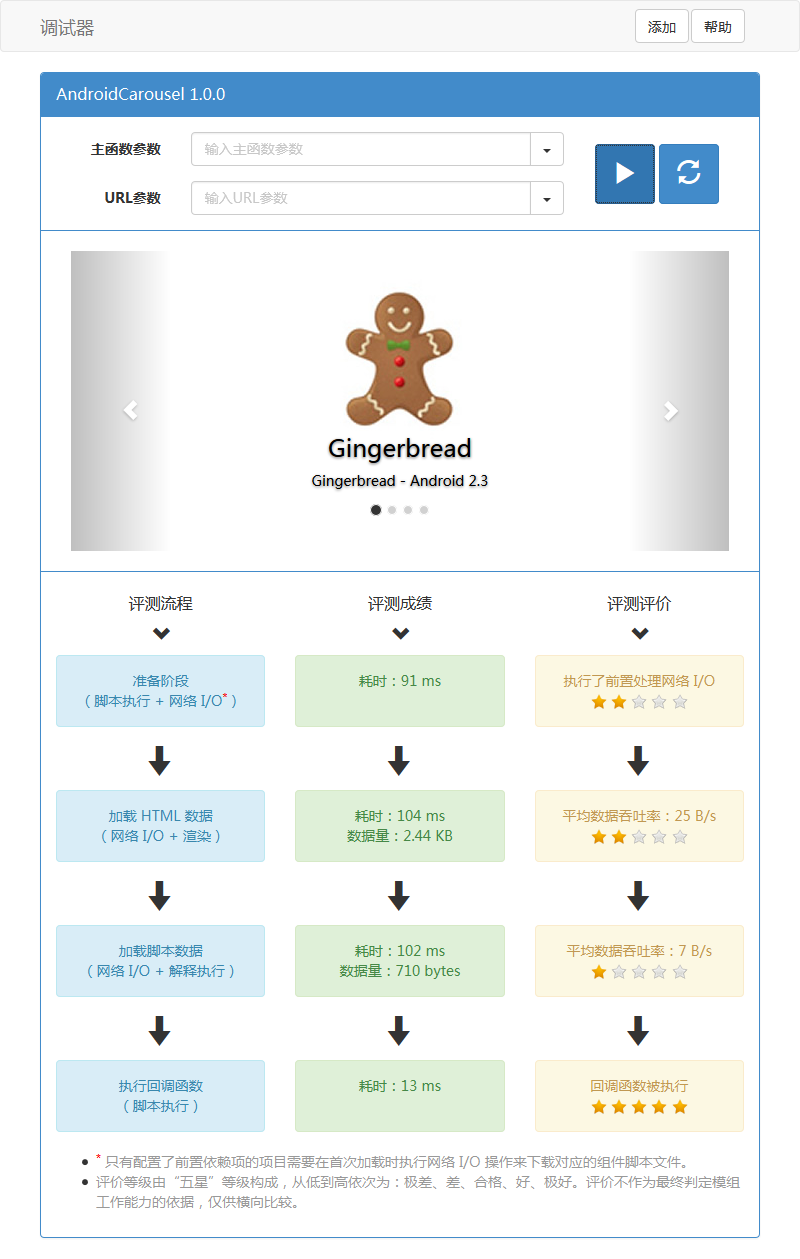 调试器
添加 帮助
AndroidCarousel 1.0.0
主函数参数 输入主函数参数
URL参数 输入URL参数
Gingerbread
Gingerbread - Android 2.3
评测流程 评测成绩 评测评价
准备阶段
（ 脚本执行 + 网络 I/O* ）
耗时：91 ms
执行了前置处理网络 I/O
加载 HTML 数据
（ 网络 I/O + 渲染 ）
耗时：104 ms
数据量：2.44 KB
平均数据吞吐率：25 B/s
加载脚本数据
（ 网络 I/O + 解释执行 ）
耗时：102 ms
数据量：710 bytes
平均数据吞吐率：7 B/s
执行回调函数
（ 脚本执行 ）
耗时：13 ms
回调函数被执行
* 只有配置了前置依赖项的项目需要在首次加载时执行网络 I/O 操作来下载对应的组件脚本文件。
评价等级由“五星”等级构成，从低到高依次为：极差、差、合格、好、极好。评价不作为最终判定模组
工作能力的依据，仅供横向比较。